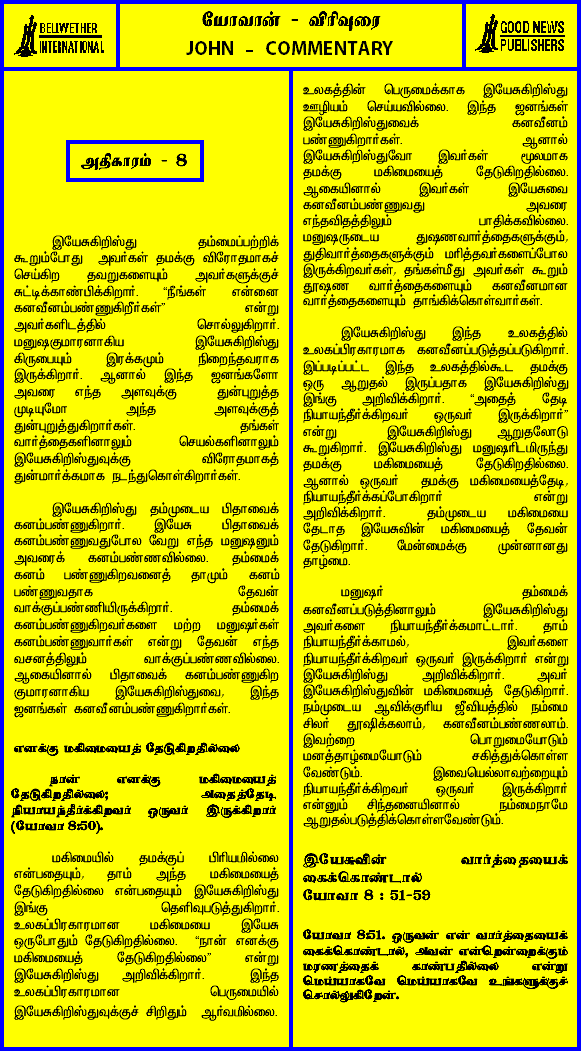 BELWETHER
INTERNATIONAL
யோவான் - விரிவுரை
JOHN - COMMENTARY
GOOD NEWS
PUBLISHERS
அதிகாரம் - 8
இயேசுகிறிஸ்து தம்மைப்பற்றிக்
கூறும்போது அவர்கள் தமக்கு விரோதமாகச்
செய்கிற தவறுகளையும் அவர்களுக்குச்
சுட்டிக்காண்பிக்கிறார். “நீங்கள் என்னை
கனவீனம்பண்ணுகிறீர்கள்” என்று
அவர்களிடத்தில் சொல்லுகிறார்.
மனுஷகுமாரனாகிய இயேசுகிறிஸ்து
கிருபையும் இரக்கமும் நிறைந்தவராக
இருக்கிறார். ஆனால் இந்த ஜனங்களோ
அவரை எந்த அளவுக்கு துன்புறுத்த
முடியுமோ அந்த அளவுக்குத்
துன்புறுத்துகிறார்கள். தங்கள்
வார்த்தைகளினாலும் செயல்களினாலும்
இயேசுகிறிஸ்துவுக்கு விரோதமாகத்
துன்மார்க்கமாக நடந்துகொள்கிறார்கள்.
இயேசுகிறிஸ்து தம்முடைய பிதாவைக்
கனம்பண்ணுகிறார். இயேசு பிதாவைக்
கனம்பண்ணுவதுபோல வேறு எந்த மனுஷனும்
அவரைக் கனம்பண்ணவில்லை. தம்மைக்
கனம் பண்ணுகிறவனைத் தாமும் கனம்
பண்ணுவதாக தேவன்
வாக்குப்பண்ணியிருக்கிறார். தம்மைக்
கனம்பண்ணுகிறவர்களை மற்ற மனுஷர்கள்
கனம்பண்ணுவார்கள் என்று தேவன் எந்த
வசனத்திலும் வாக்குப்பண்ணவில்லை.
ஆகையினால் பிதாவைக் கனம்பண்ணுகிற
குமாரனாகிய இயேசுகிறிஸ்துவை, இந்த
ஜனங்கள் கனவீனம்பண்ணுகிறார்கள்.
எனக்கு மகிமையைத் தேடுகிறதில்லை
நான் எனக்கு மகிமையைத்
தேடுகிறதில்லை; அதைத்தேடி,
நியாயந்தீர்க்கிறவர் ஒருவர் இருக்கிறார்
(யோவா 8:50).
மகிமையில் தமக்குப் பிரியமில்லை
என்பதையும், தாம் அந்த மகிமையைத்
தேடுகிறதில்லை என்பதையும் இயேசுகிறிஸ்து
இங்கு தெளிவுபடுத்துகிறார்.
உலகப்பிரகாரமான மகிமையை இயேசு
ஒருபோதும் தேடுகிறதில்லை. “நான் எனக்கு
மகிமையைத் தேடுகிறதில்லை” என்று
இயேசுகிறிஸ்து அறிவிக்கிறார். இந்த
உலகப்பிரகாரமான பெருமையில்
இயேசுகிறிஸ்துவுக்குச் சிறிதும் ஆர்வமில்லை.
உலகத்தின் பெருமைக்காக இயேசுகிறிஸ்து
ஊழியம் செய்யவில்லை. இந்த ஜனங்கள்
இயேசுகிறிஸ்துவைக் கனவீனம்
பண்ணுகிறார்கள். ஆனால்
இயேசுகிறிஸ்துவோ இவர்கள் மூலமாக
தமக்கு மகிமையைத் தேடுகிறதில்லை.
ஆகையினால் இவர்கள் இயேசுவை
கனவீனம்பண்ணுவது அவரை
எந்தவிதத்திலும் பாதிக்கவில்லை.
மனுஷருடைய துஷணவார்த்தைகளுக்கும்,
துதிவார்த்தைகளுக்கும் மரித்தவர்களைப்போல
இருக்கிறவர்கள், தங்கள்மீது அவர்கள் கூறும்
தூஷண வார்த்தைகளையும் கனவீனமான
வார்த்தைகளையும் தாங்கிக்கொள்வார்கள்.
இயேசுகிறிஸ்து இந்த உலகத்தில்
உலகப்பிரகாரமாக கனவீனப்படுத்தப்படுகிறார்.
இப்படிப்பட்ட இந்த உலகத்தில்கூட தமக்கு
ஒரு ஆறுதல் இருப்பதாக இயேசுகிறிஸ்து
இங்கு அறிவிக்கிறார். “அதைத் தேடி
நியாயந்தீர்க்கிறவர் ஒருவர் இருக்கிறார்”
என்று இயேசுகிறிஸ்து ஆறுதலோடு
கூறுகிறார். இயேசுகிறிஸ்து மனுஷரிடமிருந்து
தமக்கு மகிமையைத் தேடுகிறதில்லை.
ஆனால் ஒருவர் தமக்கு மகிமையைத்தேடி,
நியாயந்தீர்க்கப்போகிறார் என்று
அறிவிக்கிறார். தம்முடைய மகிமையை
தேடாத இயேசுவின் மகிமையைத் தேவன்
தேடுகிறார். மேன்மைக்கு முன்னானது
தாழ்மை.
மனுஷர் தம்மைக்
கனவீனப்படுத்தினாலும் இயேசுகிறிஸ்து
அவர்களை நியாயந்தீர்க்கமாட்டார். தாம்
நியாயந்தீர்க்காமல், இவர்களை
நியாயந்தீர்க்கிறவர் ஒருவர் இருக்கிறார் என்று
இயேசுகிறிஸ்து அறிவிக்கிறார். அவர்
இயேசுகிறிஸ்துவின் மகிமையைத் தேடுகிறார்.
நம்முடைய ஆவிக்குரிய ஜீவியத்தில் நம்மை
சிலர் தூஷிக்கலாம், கனவீனம்பண்ணலாம்.
இவற்றை பொறுமையோடும்
மனத்தாழ்மையோடும் சகித்துக்கொள்ள
வேண்டும். இவையெல்லாவற்றையும்
நியாயந்தீர்க்கிறவர் ஒருவர் இருக்கிறார்
என்னும் சிந்தனையினால் நம்மைநாமே
ஆறுதல்படுத்திக்கொள்ளவேண்டும்.
இயேசுவின் வார்த்தையைக்
கைக்கொண்டால்
யோவா 8 : 51-59
யோவா 8:51. ஒருவன் என் வார்த்தையைக்
கைக்கொண்டால், அவன் என்றென்றைக்கும்
மரணத்தைக் காண்பதில்லை என்று
மெய்யாகவே மெய்யாகவே உங்களுக்குச்
சொல்லுகிறேன்.